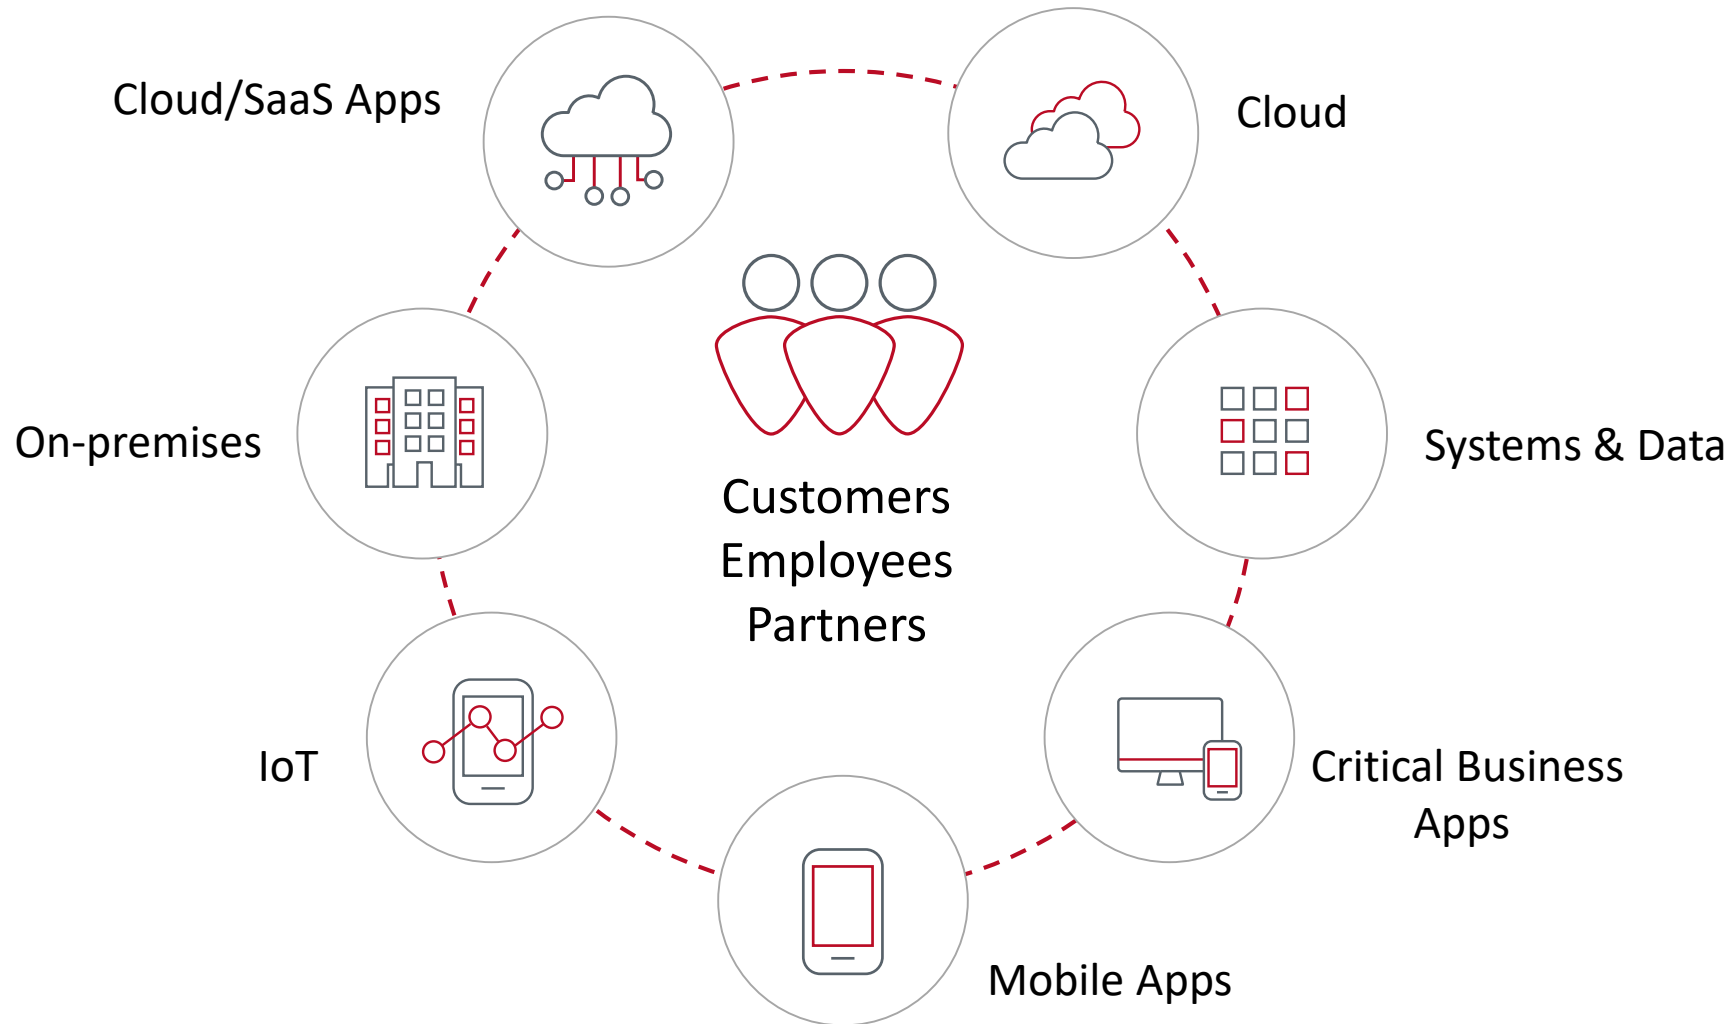 Cloud/SaaS Apps
Cloud
On-premises
Systems & Data
Customers
Employees
Partners
IoT
Critical Business
Apps
Mobile Apps